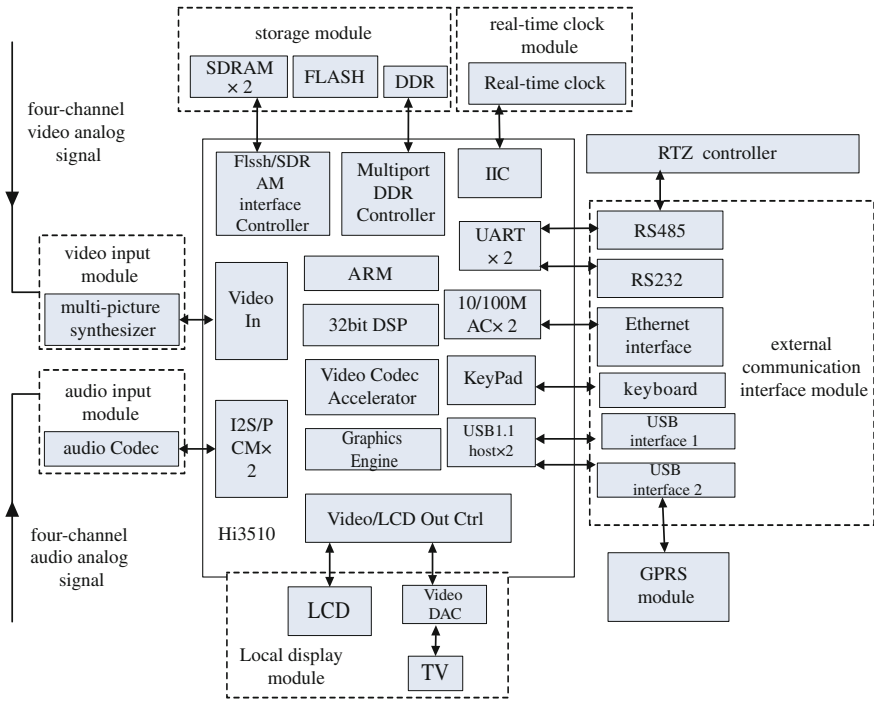 storage module
SDRAM
× 2
FLASH
DDR
real-time clock
module
Real-time clock
four-channel
video analog
signal
Flssh/SDR
AM
interface
Controller
Multiport
DDR
Controller
IIC
RTZ controller
UART
× 2
RS485
RS232
video input
module
multi-picture
synthesizer
Video
In
ARM
32bit DSP
10/100M
AC× 2
Ethernet
interface
external
communication
interface module
audio input
module
audio Codec
I2S/P
CM×
2
Video Codec
Accelerator
KeyPad
keyboard
Graphics
Engine
USB1.1
host×2
USB
interface 1
USB
interface 2
Hi3510
Video/LCD Out Ctrl
four-channel
audio analog
signal
GPRS
module
LCD
Video
DAC
TV
Local display
module